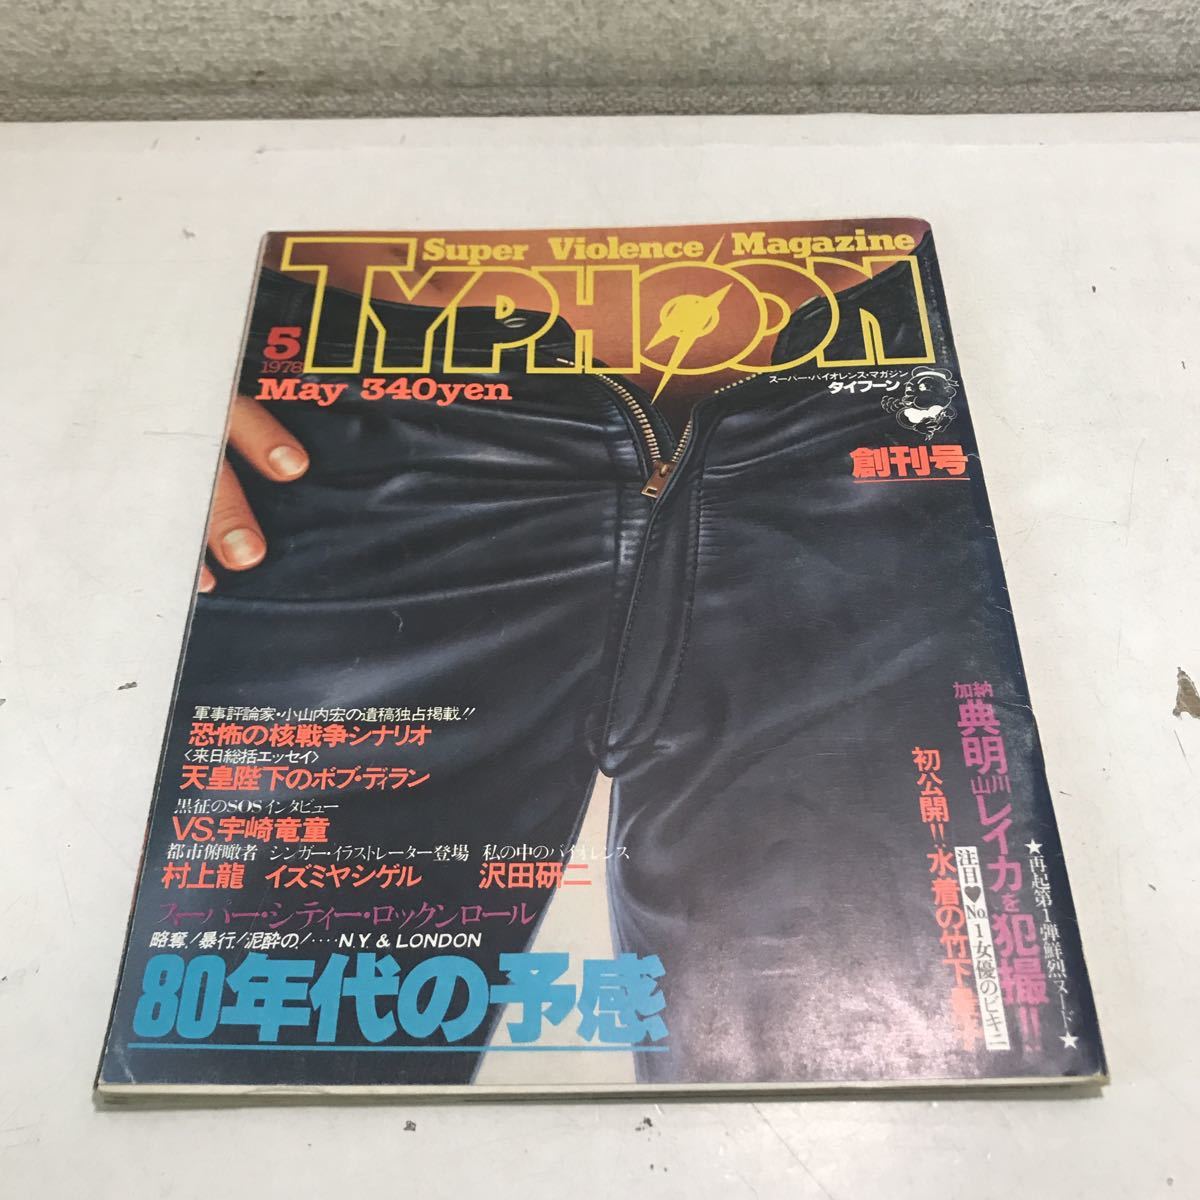 Super Violence Magazine
TYPHOON
5
1978
May 340yen
スーパー・バイオレンス・マガジン
タイフーン
創刊号
軍事評論家・小山内宏の遺稿独占掲載!!
恐怖の核戦争シナリオ
〈来日総括エッセイ〉
天皇陛下のボブ・ディラン
黒征のSOSインタビュー
VS.宇崎竜童
都市俯瞰者 シンガー・イラストレーター登場 私の中のバイオレンス
村上龍 イズミヤシゲル 沢田研二
スーパー・シティー・ロックンロール
略奪!暴行!泥酔の!‥‥N.Y. & LONDON
80年代の予感
★再起第1弾鮮烈ヌード★
加納典明山川レイカを犯撮!!
注目♥No.1女優のビキニ
初公開!!水着の竹下景子